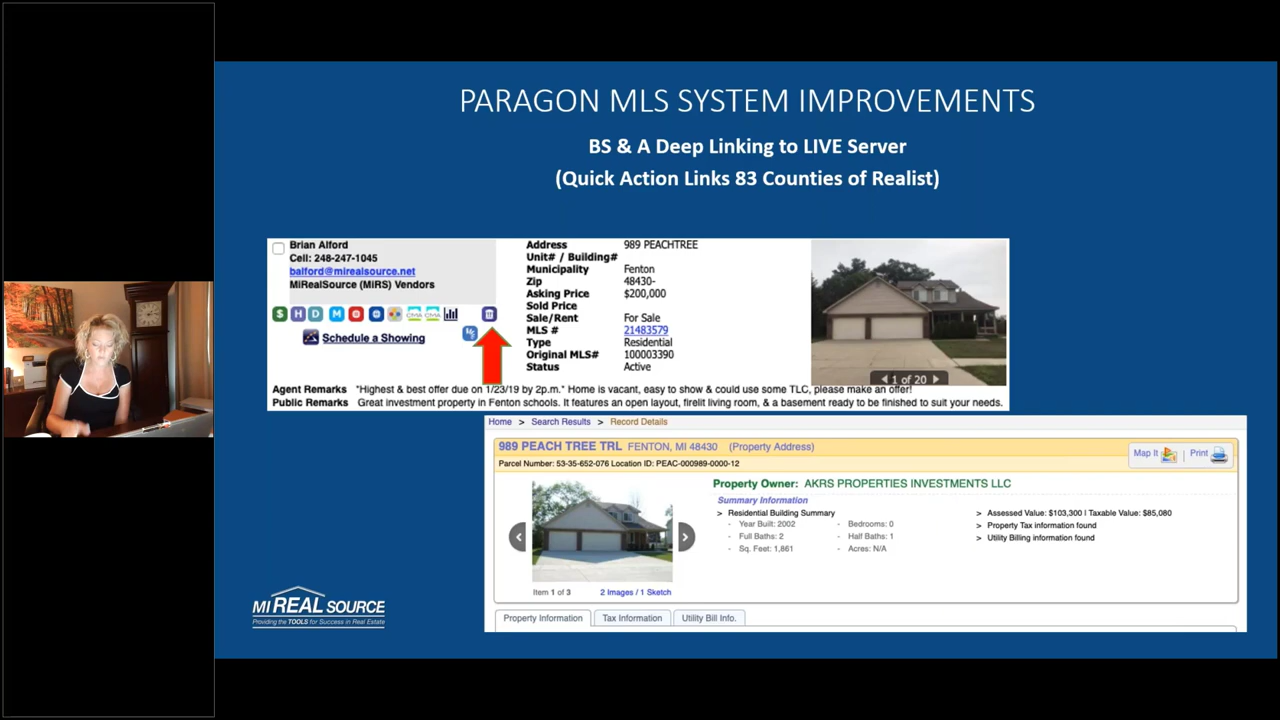 PARAGON MLS SYSTEM IMPROVEMENTS
BS & A Deep Linking to LIVE Server
(Quick Action Links 83 Counties of Realist)
Brian Alford
Cell: 248-247-1045
balford@mirealsource.net
MiRealSource (MiRS) Vendors
$ H D M
CMA CMA
Schedule a Showing
Address 989 PEACHTREE
Unit# / Building#
Municipality Fenton
Zip 48430-
Asking Price $200,000
Sold Price
Sale/Rent For Sale
MLS # 21483579
Type Residential
Original MLS# 100003390
Status Active
1 of 20
Agent Remarks "Highest & best offer due on 1/23/19 by 2p.m." Home is vacant, easy to show & could use some TLC, please make an offer!
Public Remarks Great investment property in Fenton schools. It features an open layout, firelit living room, & a basement ready to be finished to suit your needs.
Home > Search Results > Record Details
989 PEACH TREE TRL FENTON, MI 48430 (Property Address)
Parcel Number: 53-35-652-076 Location ID: PEAC-000989-0000-12
Map It | Print
Property Owner: AKRS PROPERTIES INVESTMENTS LLC
Summary Information
> Residential Building Summary
- Year Built: 2002 - Bedrooms: 0
- Full Baths: 2 - Half Baths: 1
- Sq. Feet: 1,861 - Acres: N/A
> Assessed Value: $103,300 | Taxable Value: $85,080
> Property Tax information found
> Utility Billing information found
Item 1 of 3 2 Images / 1 Sketch
Property Information Tax Information Utility Bill Info.
MI REAL SOURCE
Providing the TOOLS for Success in Real Estate